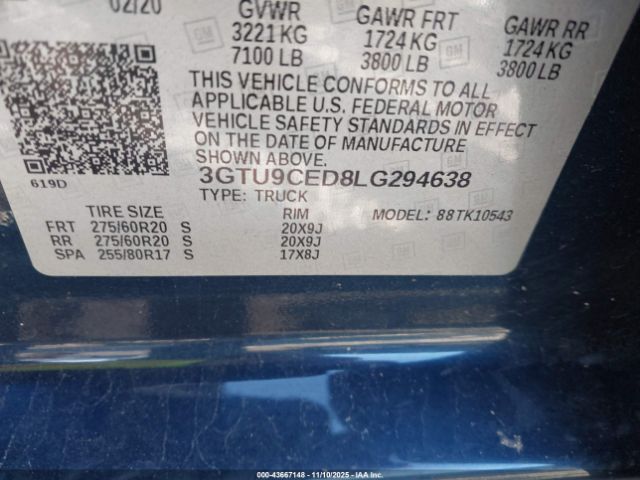 02/20
GVWR GAWR FRT GAWR RR
3221 KG 1724 KG 1724 KG
7100 LB 3800 LB 3800 LB
THIS VEHICLE CONFORMS TO ALL
APPLICABLE U.S. FEDERAL MOTOR
VEHICLE SAFETY STANDARDS IN EFFECT
ON THE DATE OF MANUFACTURE
SHOWN ABOVE.
3GTU9CED8LG294638
619D
TYPE: TRUCK
MODEL: 88TK10543
TIRE SIZE RIM
FRT 275/60R20 S 20X9J
RR 275/60R20 S 20X9J
SPA 255/80R17 S 17X8J
000-43667148 - 11/10/2025 - IAA Inc.